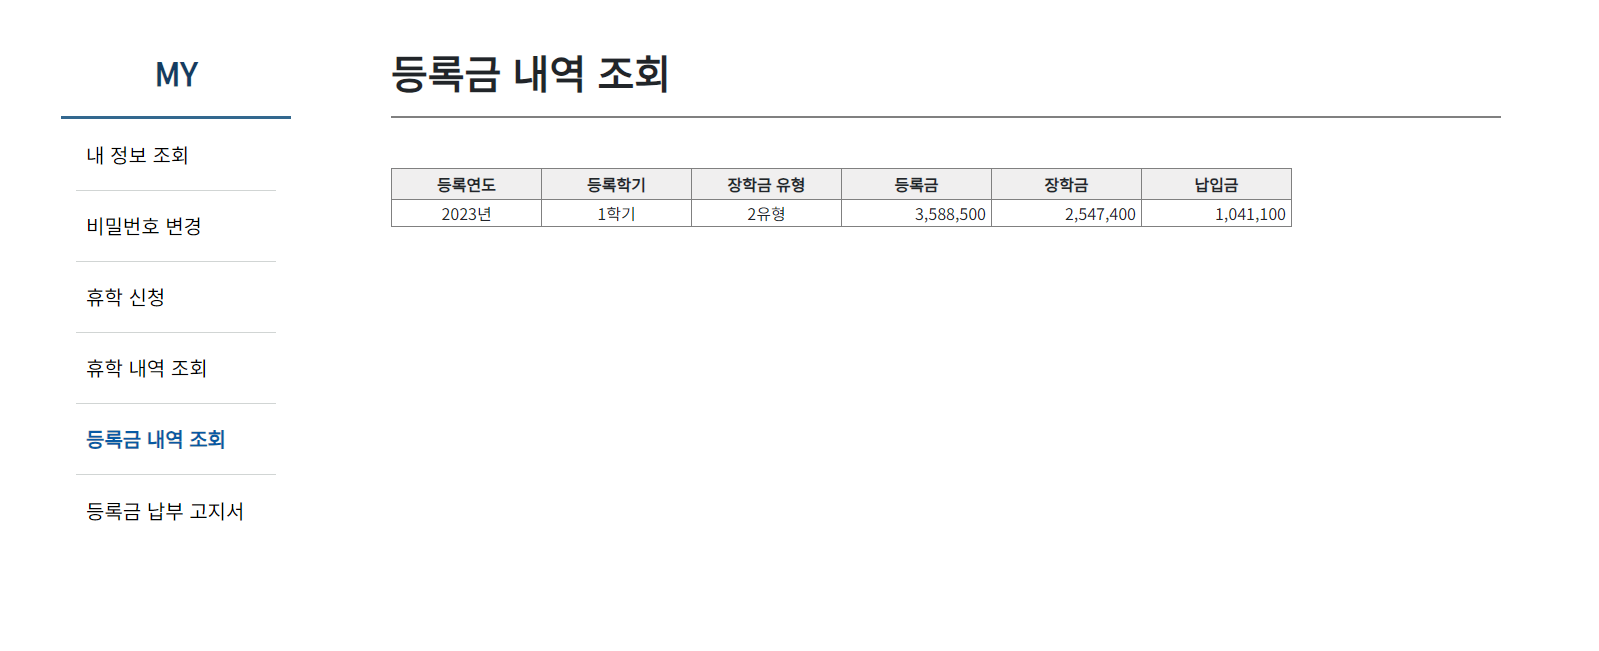 MY
내 정보 조회
비밀번호 변경
휴학 신청
휴학 내역 조회
등록금 내역 조회
등록금 납부 고지서
등록금 내역 조회
등록연도 등록학기 장학금 유형 등록금 장학금 납입금
2023년 1학기 2유형 3,588,500 2,547,400 1,041,100